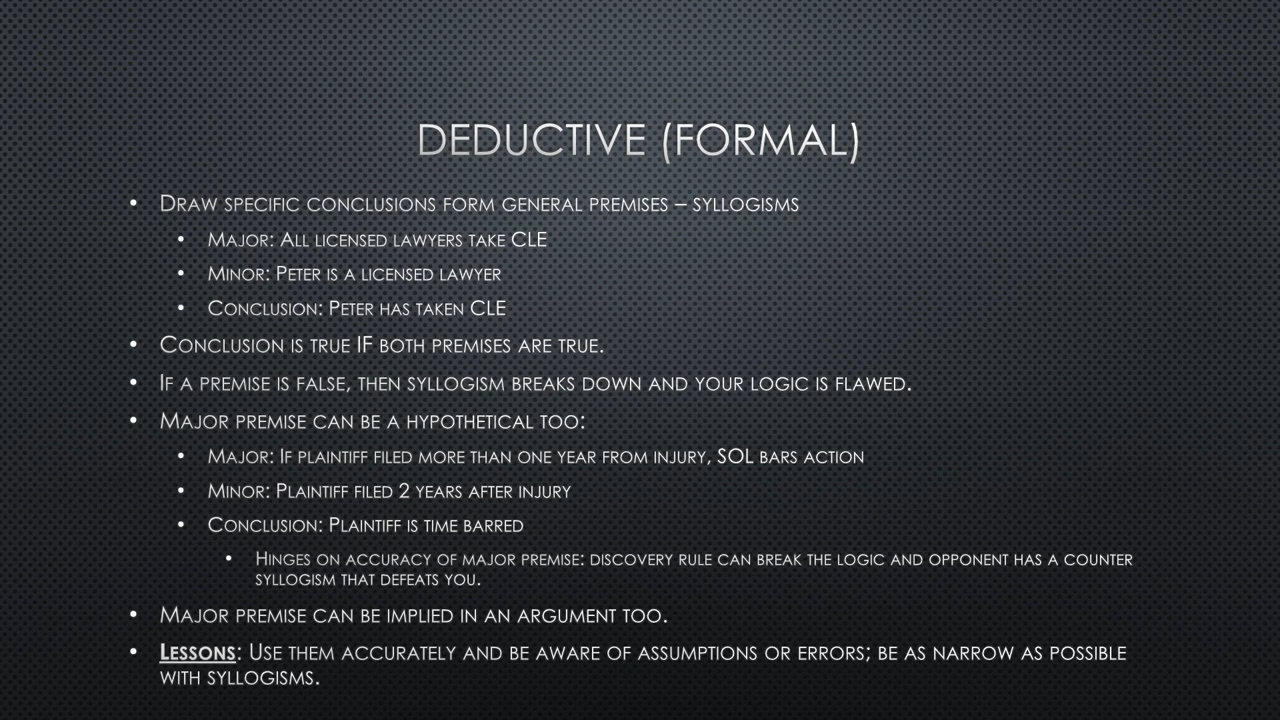 DEDUCTIVE (FORMAL)
• DRAW SPECIFIC CONCLUSIONS FORM GENERAL PREMISES – SYLLOGISMS
• MAJOR: ALL LICENSED LAWYERS TAKE CLE
• MINOR: PETER IS A LICENSED LAWYER
• CONCLUSION: PETER HAS TAKEN CLE
• CONCLUSION IS TRUE IF BOTH PREMISES ARE TRUE.
• IF A PREMISE IS FALSE, THEN SYLLOGISM BREAKS DOWN AND YOUR LOGIC IS FLAWED.
• MAJOR PREMISE CAN BE A HYPOTHETICAL TOO:
• MAJOR: IF PLAINTIFF FILED MORE THAN ONE YEAR FROM INJURY, SOL BARS ACTION
• MINOR: PLAINTIFF FILED 2 YEARS AFTER INJURY
• CONCLUSION: PLAINTIFF IS TIME BARRED
• HINGES ON ACCURACY OF MAJOR PREMISE: DISCOVERY RULE CAN BREAK THE LOGIC AND OPPONENT HAS A COUNTER
SYLLOGISM THAT DEFEATS YOU.
• MAJOR PREMISE CAN BE IMPLIED IN AN ARGUMENT TOO.
• LESSONS: USE THEM ACCURATELY AND BE AWARE OF ASSUMPTIONS OR ERRORS; BE AS NARROW AS POSSIBLE
WITH SYLLOGISMS.